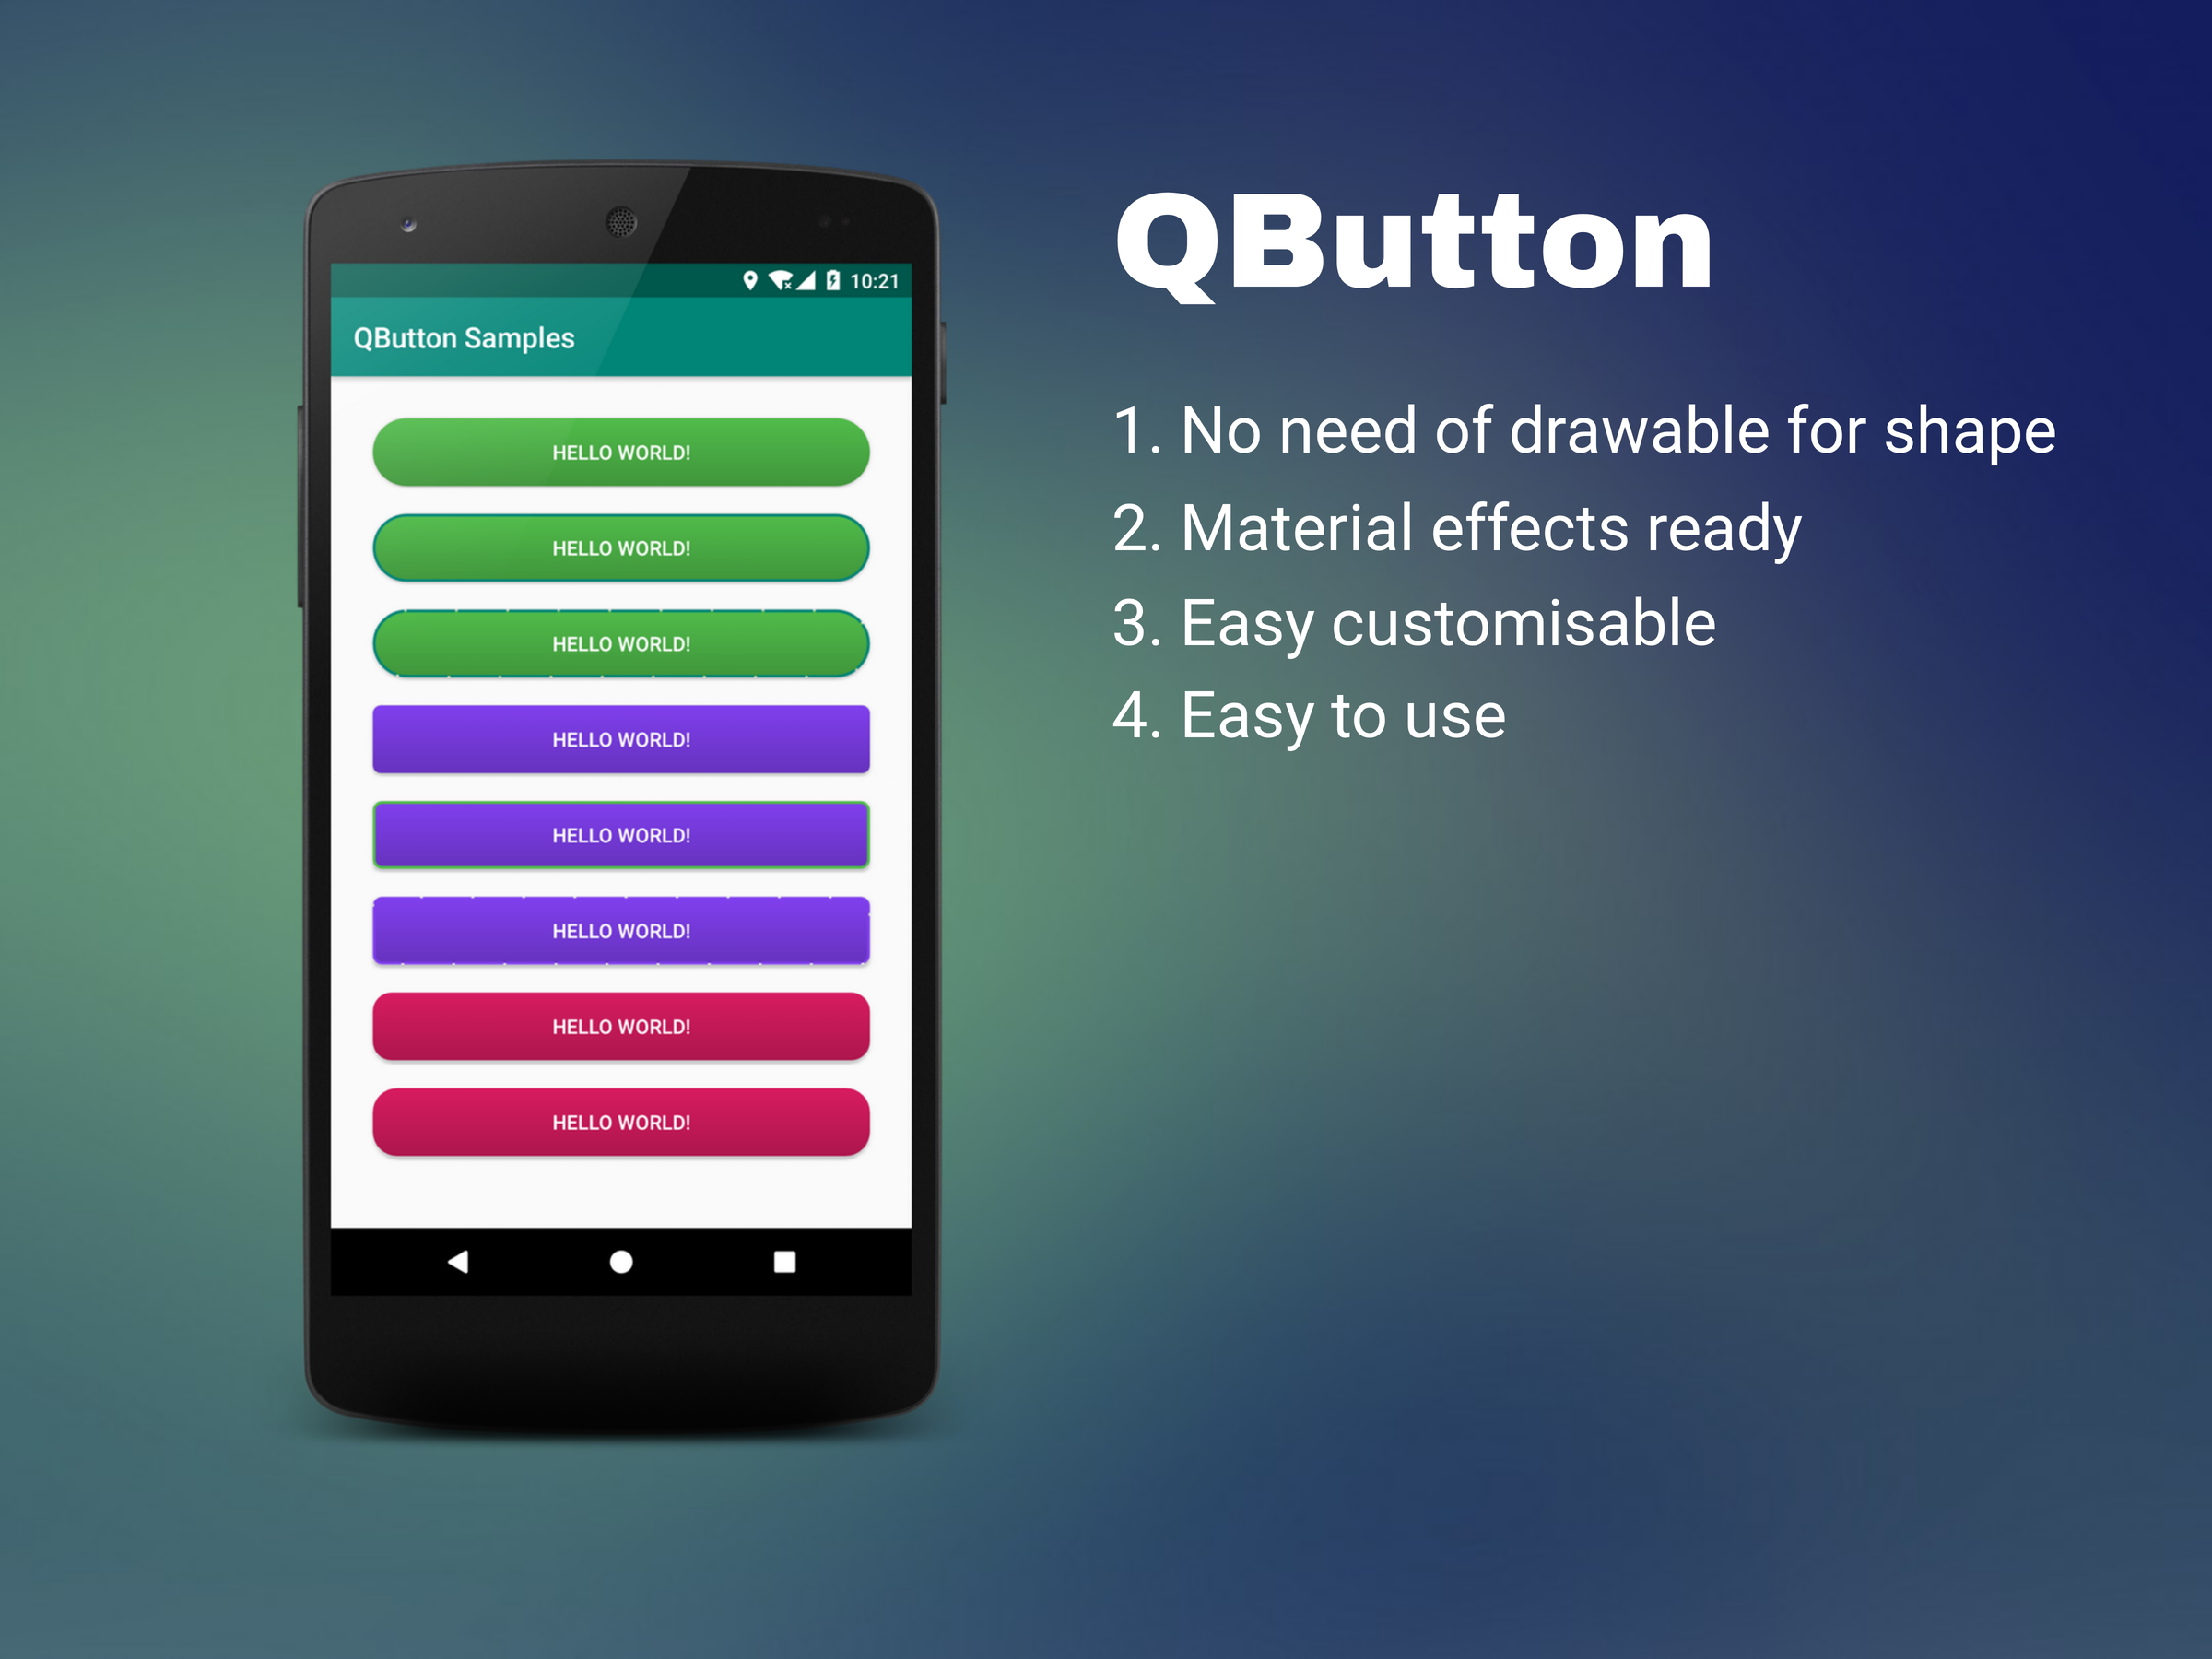 QButton
1. No need of drawable for shape
2. Material effects ready
3. Easy customisable
4. Easy to use
10:21
QButton Samples
HELLO WORLD!
HELLO WORLD!
HELLO WORLD!
HELLO WORLD!
HELLO WORLD!
HELLO WORLD!
HELLO WORLD!
HELLO WORLD!